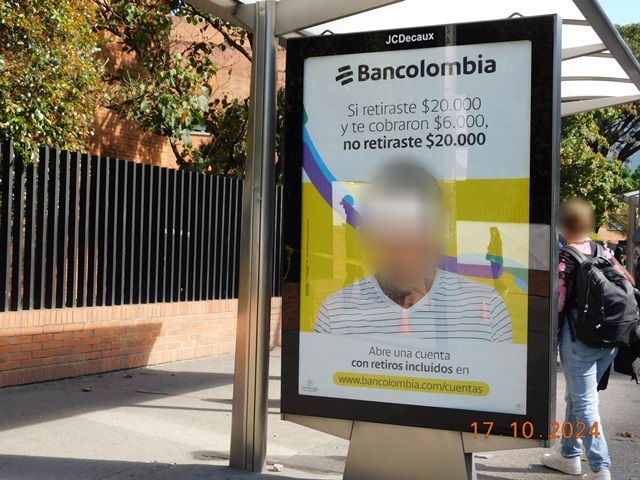 JCDecaux
Bancolombia
Si retiraste $20.000
y te cobraron $6.000,
no retiraste $20.000
Abre una cuenta
con retiros incluidos en
www.bancolombia.com/cuentas
17.10.2024